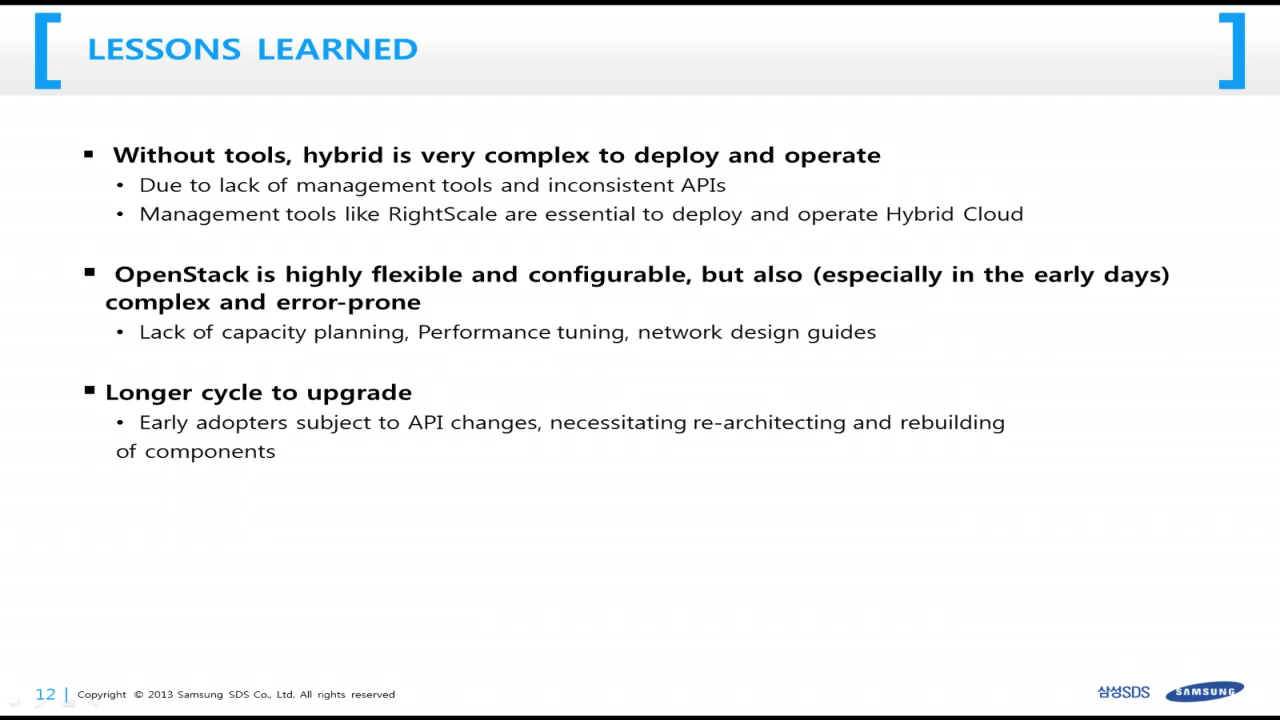 LESSONS LEARNED
▪ Without tools, hybrid is very complex to deploy and operate
• Due to lack of management tools and inconsistent APIs
• Management tools like RightScale are essential to deploy and operate Hybrid Cloud
▪ OpenStack is highly flexible and configurable, but also (especially in the early days)
complex and error-prone
• Lack of capacity planning, Performance tuning, network design guides
▪ Longer cycle to upgrade
• Early adopters subject to API changes, necessitating re-architecting and rebuilding
of components
12 | Copyright © 2013 Samsung SDS Co., Ltd. All rights reserved
삼성SDS SAMSUNG